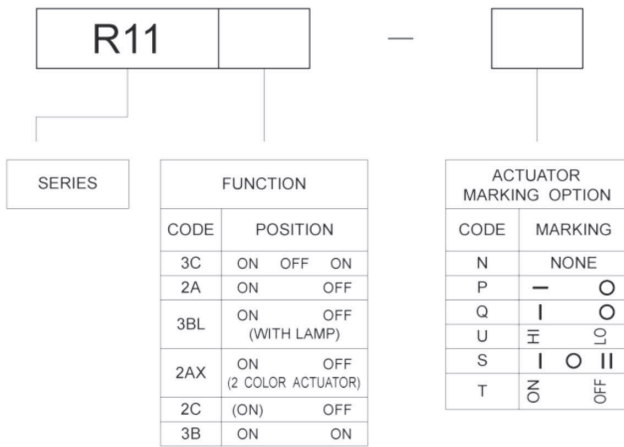 R11 —
SERIES
FUNCTION
CODE POSITION
3C ON OFF ON
2A ON OFF
3BL ON OFF
(WITH LAMP)
2AX ON OFF
(2 COLOR ACTUATOR)
2C (ON) OFF
3B ON ON
ACTUATOR
MARKING OPTION
CODE MARKING
N NONE
P — O
Q I O
U HI LO
S I O II
T ON OFF